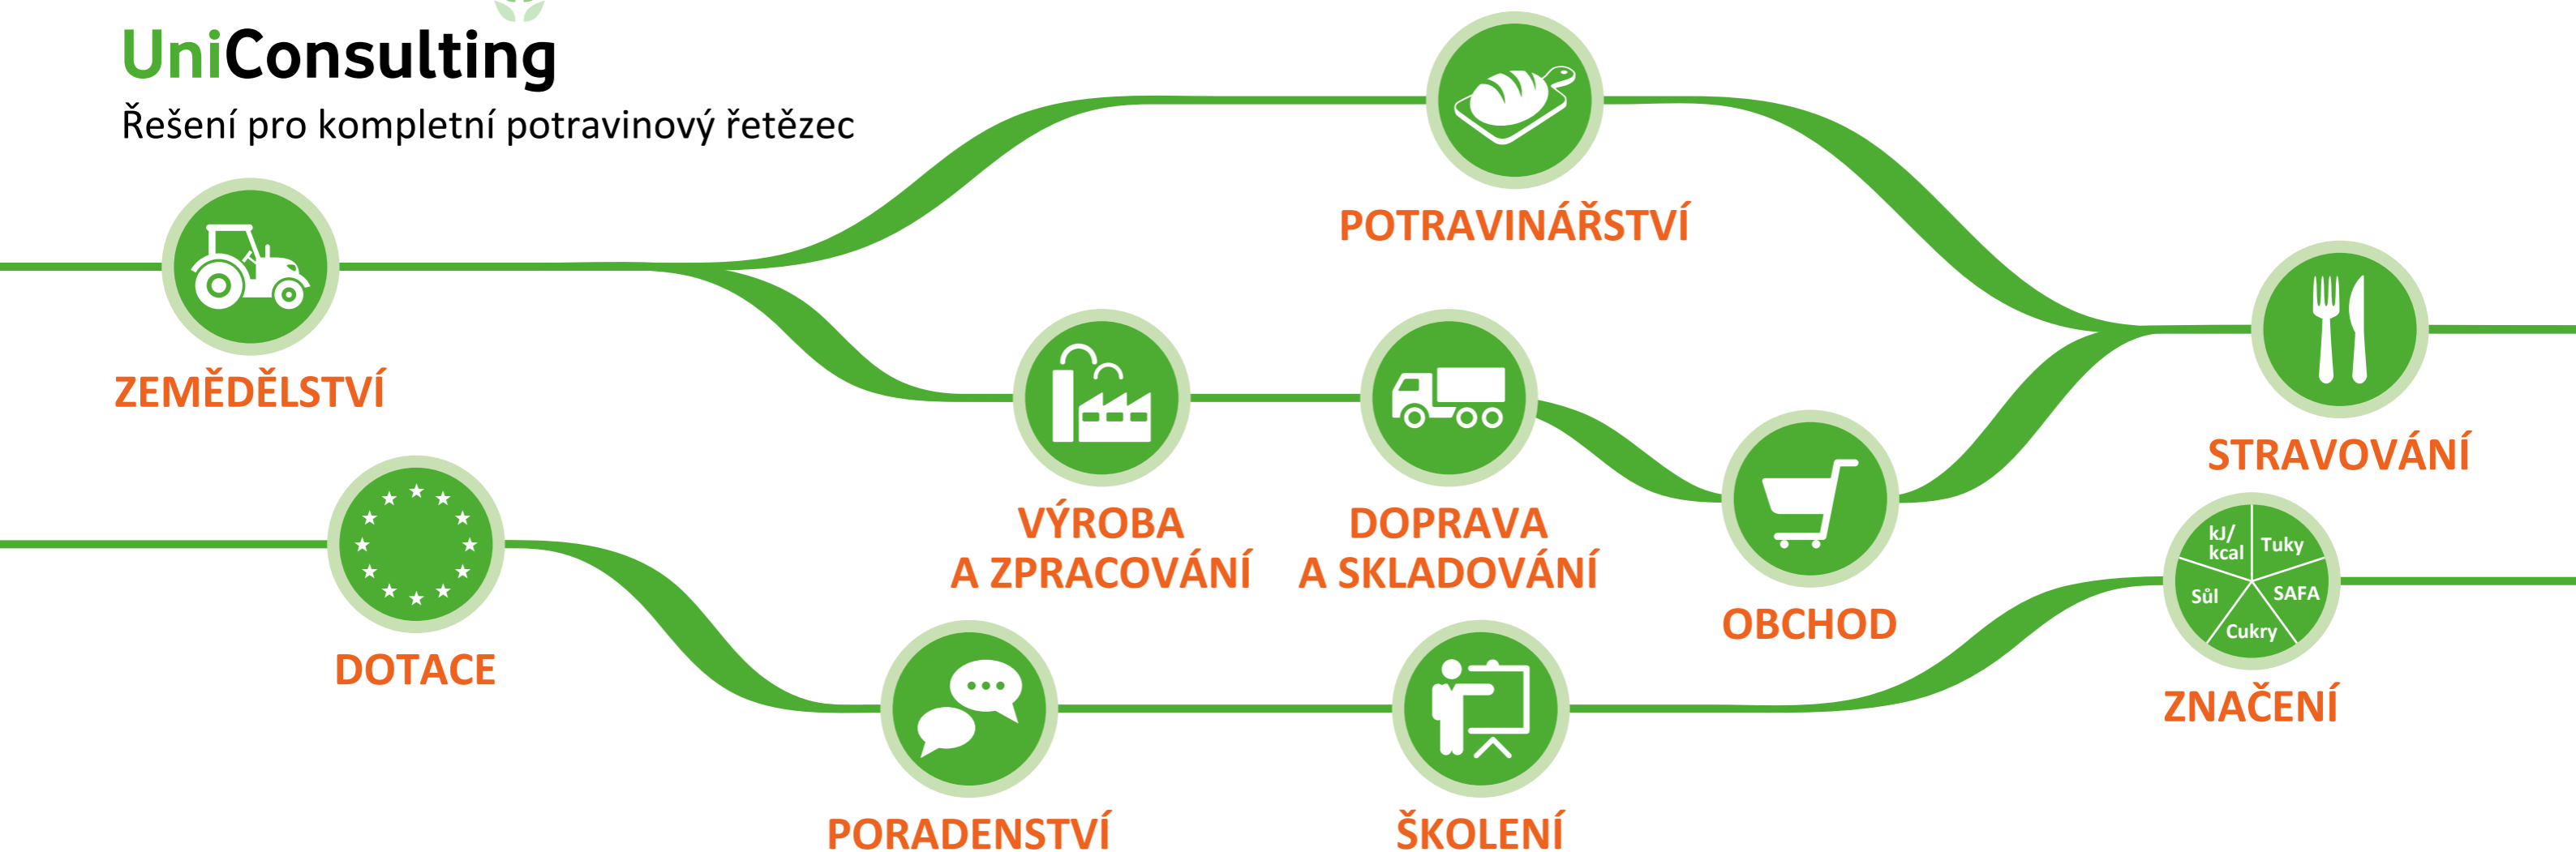 UniConsulting
Řešení pro kompletní potravinový řetězec
POTRAVINÁŘSTVÍ
ZEMĚDĚLSTVÍ
STRAVOVÁNÍ
VÝROBA
A ZPRACOVÁNÍ
DOPRAVA
A SKLADOVÁNÍ
OBCHOD
kJ/
kcal
Tuky
Sůl
SAFA
Cukry
DOTACE
ZNAČENÍ
PORADENSTVÍ
ŠKOLENÍ